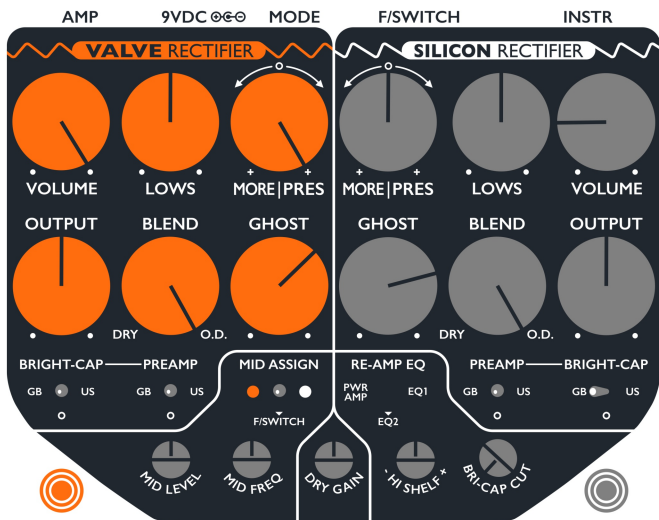 AMP 9VDC MODE F/SWITCH INSTR
VALVE RECTIFIER SILICON RECTIFIER
VOLUME LOWS MORE|PRES MORE|PRES LOWS VOLUME
OUTPUT BLEND GHOST GHOST BLEND OUTPUT
DRY O.D. DRY O.D.
BRIGHT-CAP PREAMP MID ASSIGN RE-AMP EQ PREAMP BRIGHT-CAP
GB US GB US PWR AMP EQ1 GB US GB US
F/SWITCH EQ2
MID LEVEL MID FREQ DRY GAIN - HI SHELF + BRI-CAP CUT